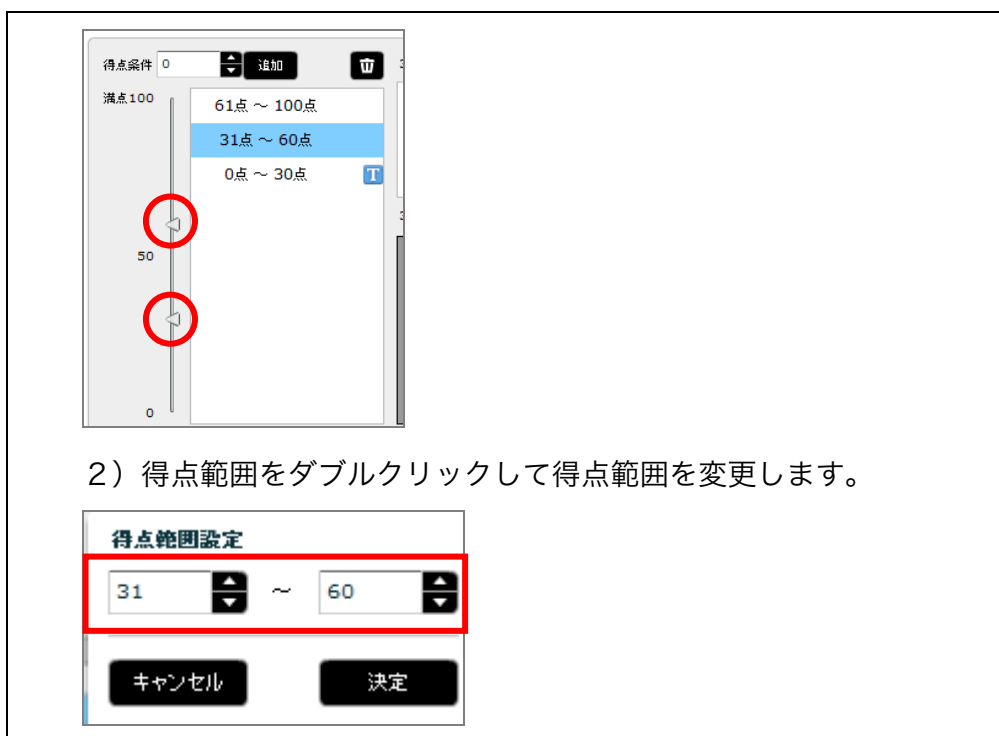 得点条件 0 追加
満点100
61点 ～ 100点
31点 ～ 60点
0点 ～ 30点 T
50
0
２）得点範囲をダブルクリックして得点範囲を変更します。
得点範囲設定
31 ～ 60
キャンセル 決定